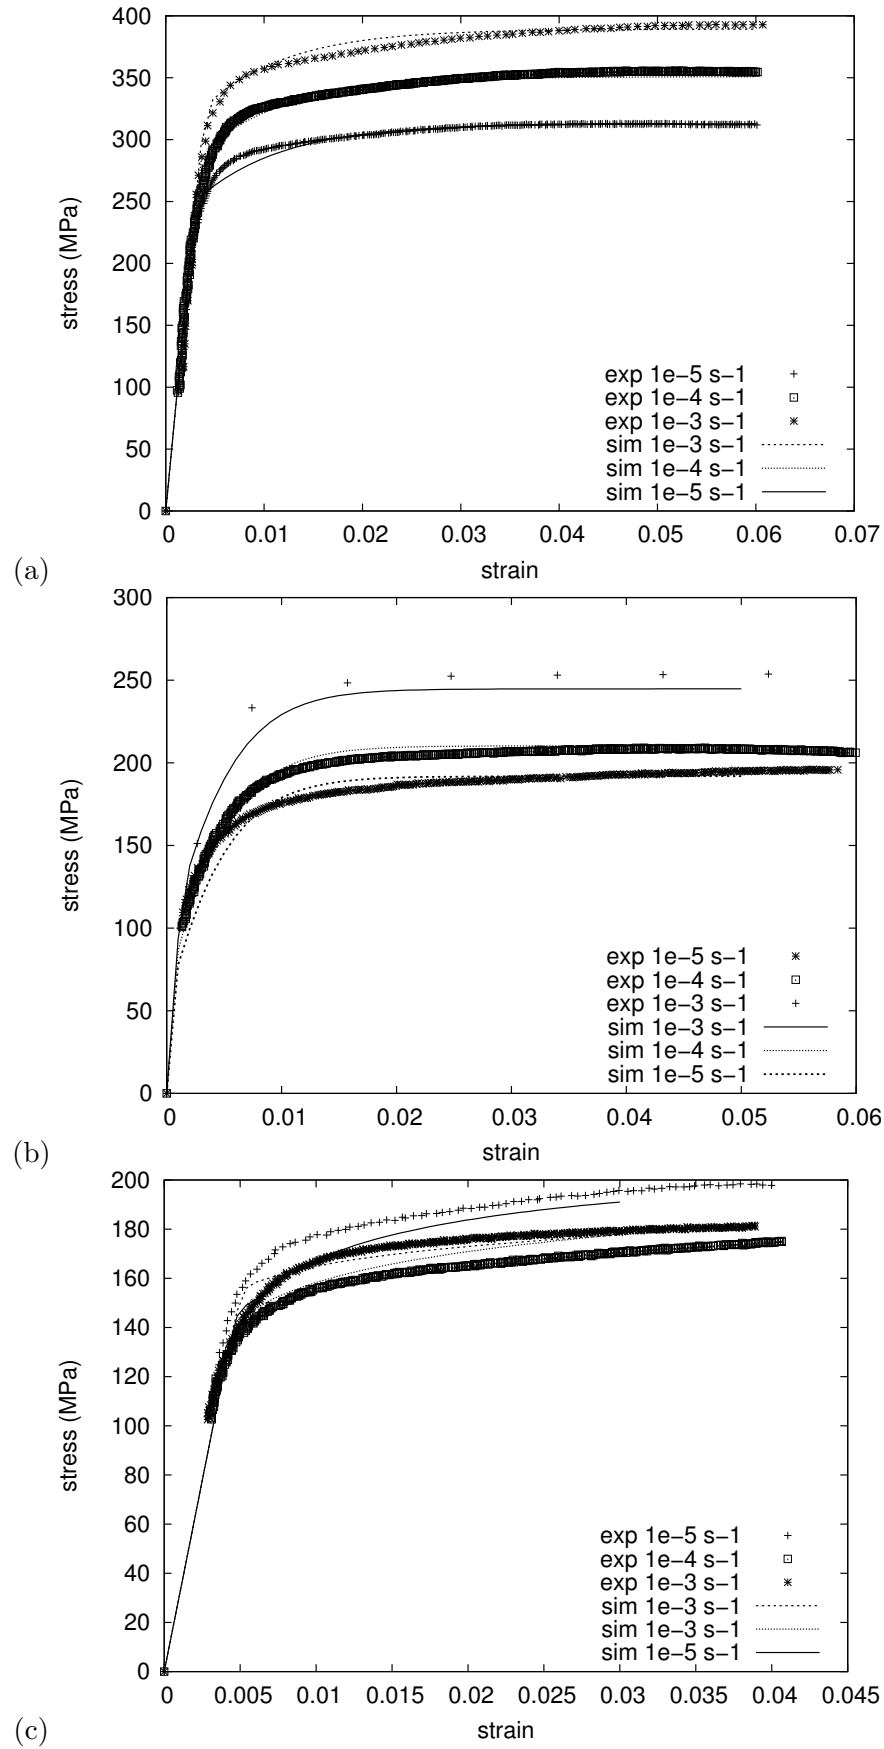 400
350
300
250
200
150
100
50
0
stress (MPa)
exp 1e−5 s−1
exp 1e−4 s−1
exp 1e−3 s−1
sim 1e−3 s−1
sim 1e−4 s−1
sim 1e−5 s−1
0 0.01 0.02 0.03 0.04 0.05 0.06 0.07
strain
(a)
300
250
200
150
100
50
0
stress (MPa)
exp 1e−5 s−1
exp 1e−4 s−1
exp 1e−3 s−1
sim 1e−3 s−1
sim 1e−4 s−1
sim 1e−5 s−1
0 0.01 0.02 0.03 0.04 0.05 0.06
strain
(b)
200
180
160
140
120
100
80
60
40
20
0
stress (MPa)
exp 1e−5 s−1
exp 1e−4 s−1
exp 1e−3 s−1
sim 1e−3 s−1
sim 1e−3 s−1
sim 1e−5 s−1
0 0.005 0.01 0.015 0.02 0.025 0.03 0.035 0.04 0.045
strain
(c)